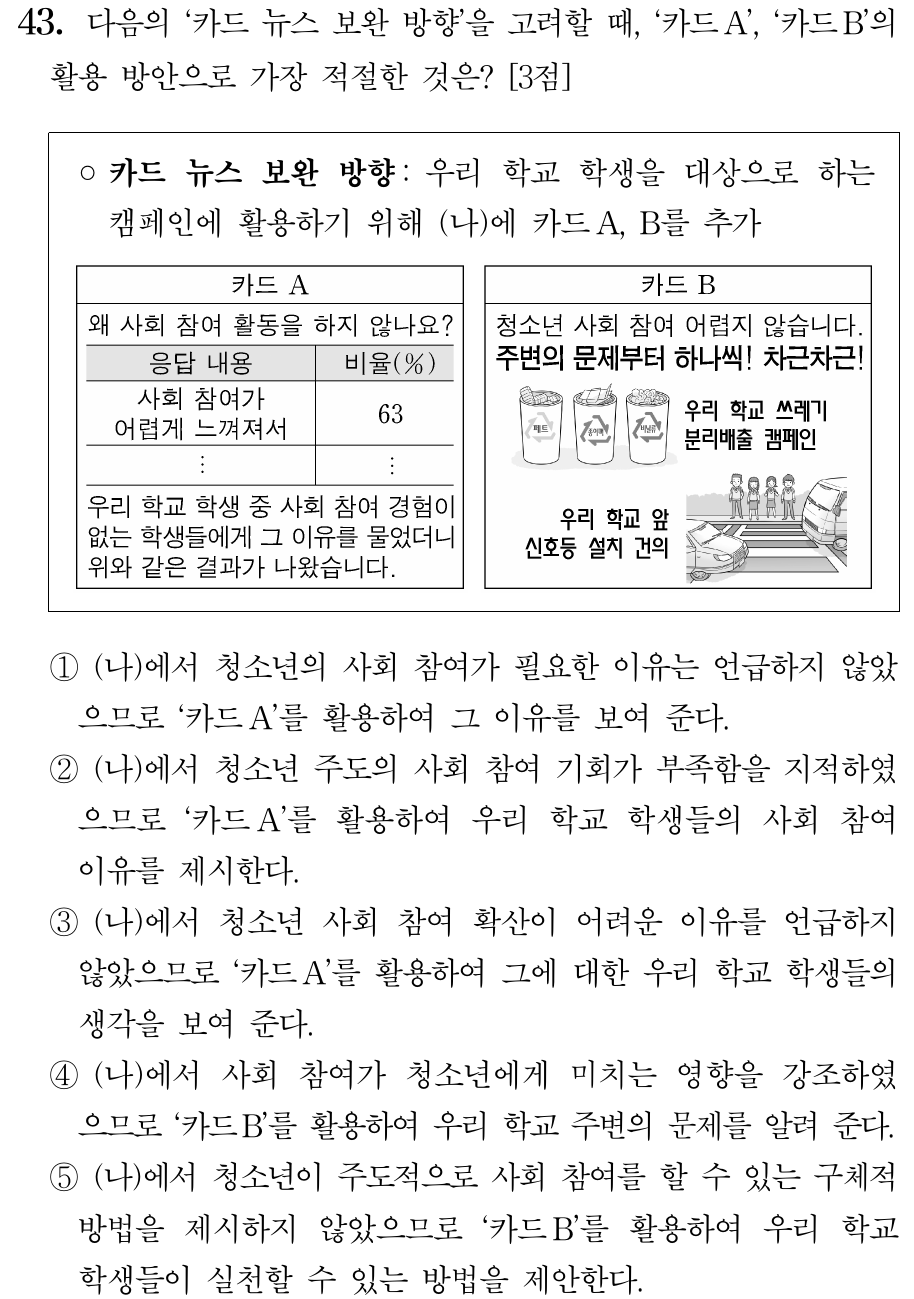 43. 다음의 ‘카드 뉴스 보완 방향’을 고려할 때, ‘카드 A’, ‘카드 B’의
활용 방안으로 가장 적절한 것은? [3점]
○ 카드 뉴스 보완 방향 : 우리 학교 학생을 대상으로 하는
캠페인에 활용하기 위해 (나)에 카드 A, B를 추가
카드 A
왜 사회 참여 활동을 하지 않나요?
응답 내용 비율(%)
사회 참여가
어렵게 느껴져서 63
⋮ ⋮
우리 학교 학생 중 사회 참여 경험이
없는 학생들에게 그 이유를 물었더니
위와 같은 결과가 나왔습니다.
카드 B
청소년 사회 참여 어렵지 않습니다.
주변의 문제부터 하나씩! 차근차근!
페트 종이팩 비닐류
우리 학교 쓰레기
분리배출 캠페인
우리 학교 앞
신호등 설치 건의
① (나)에서 청소년의 사회 참여가 필요한 이유는 언급하지 않았
으므로 ‘카드 A’를 활용하여 그 이유를 보여 준다.
② (나)에서 청소년 주도의 사회 참여 기회가 부족함을 지적하였
으므로 ‘카드 A’를 활용하여 우리 학교 학생들의 사회 참여
이유를 제시한다.
③ (나)에서 청소년 사회 참여 확산이 어려운 이유를 언급하지
않았으므로 ‘카드 A’를 활용하여 그에 대한 우리 학교 학생들의
생각을 보여 준다.
④ (나)에서 사회 참여가 청소년에게 미치는 영향을 강조하였
으므로 ‘카드 B’를 활용하여 우리 학교 주변의 문제를 알려 준다.
⑤ (나)에서 청소년이 주도적으로 사회 참여를 할 수 있는 구체적
방법을 제시하지 않았으므로 ‘카드 B’를 활용하여 우리 학교
학생들이 실천할 수 있는 방법을 제안한다.